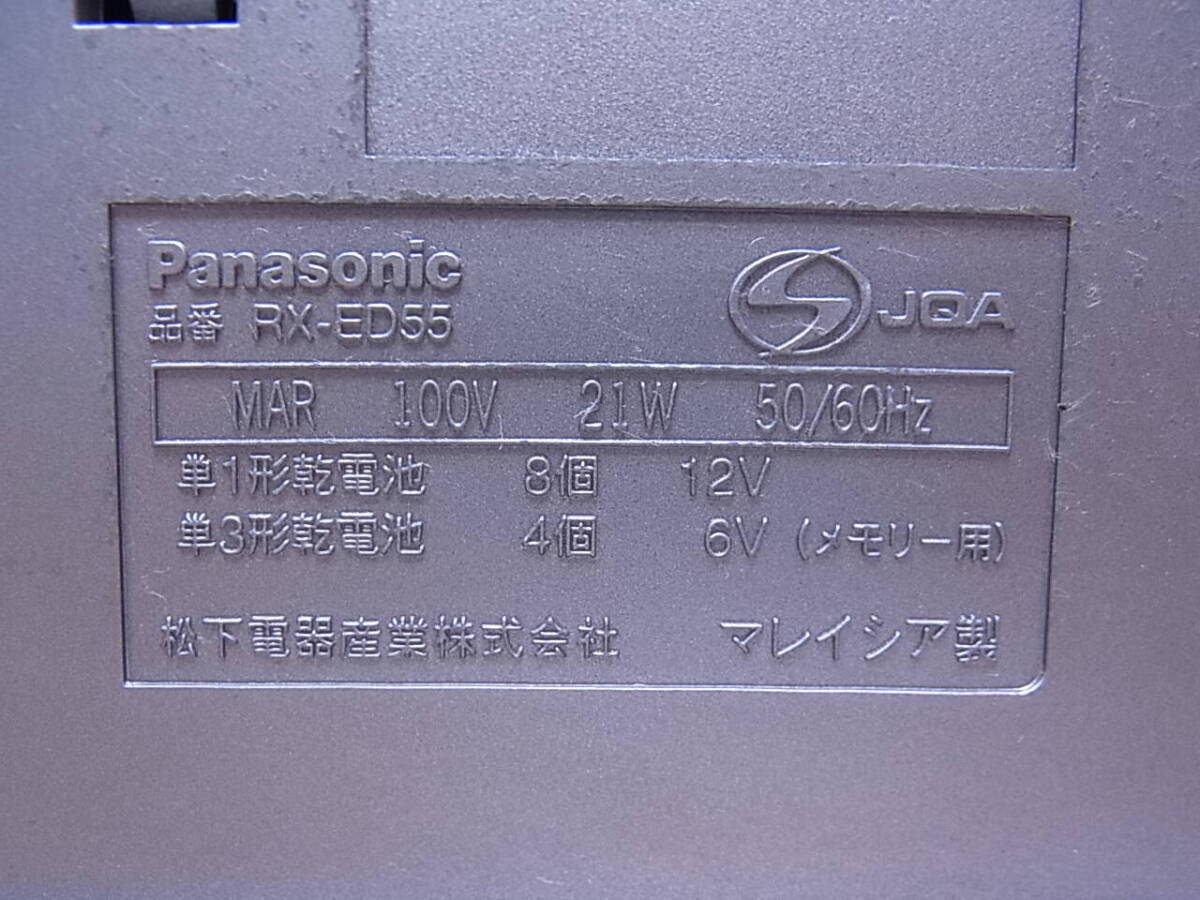 Panasonic
品番 RX-ED55
S JQA
MAR 100V 21W 50/60Hz
単1形乾電池 8個 12V
単3形乾電池 4個 6V (メモリー用)
松下電器産業株式会社 マレイシア製